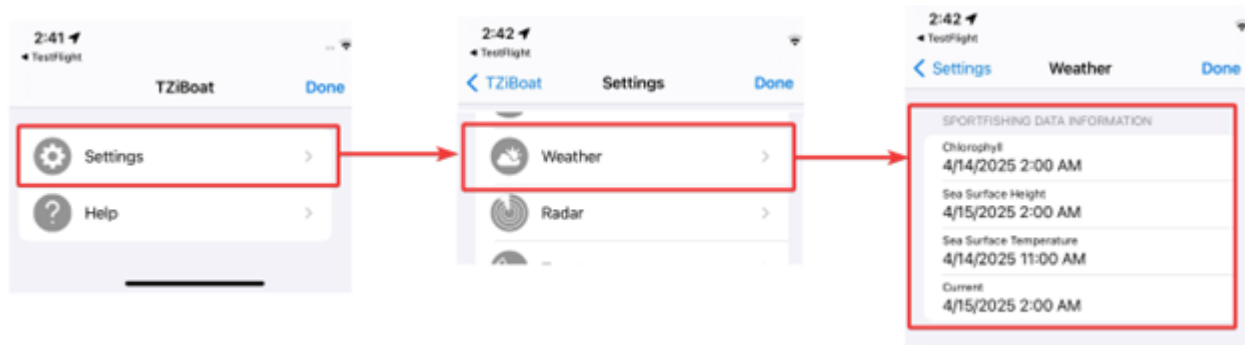 2:41
◀ TestFlight
TZiBoat
Done
Settings
Help
2:42
◀ TestFlight
TZiBoat
Settings
Done
Weather
Radar
2:42
◀ TestFlight
Settings
Weather
Done
SPORTFISHING DATA INFORMATION
Chlorophyll
4/14/2025 2:00 AM
Sea Surface Height
4/15/2025 2:00 AM
Sea Surface Temperature
4/14/2025 11:00 AM
Current
4/15/2025 2:00 AM